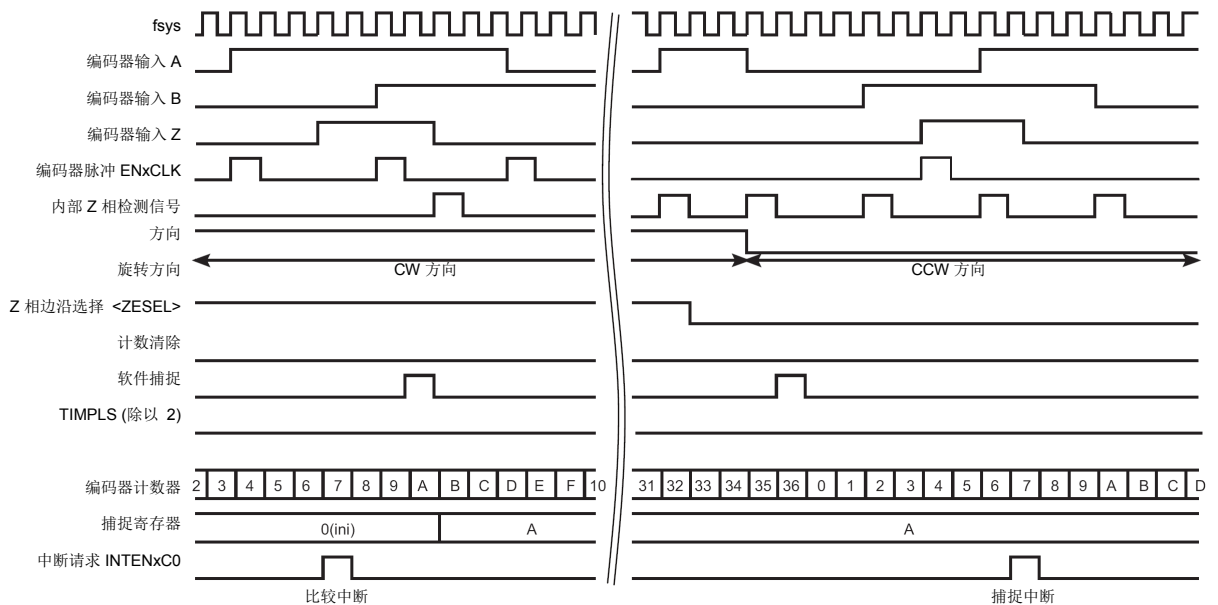 fsys
编码器输入 A
编码器输入 B
编码器输入 Z
编码器脉冲 ENxCLK
内部 Z 相检测信号
方向
旋转方向 CW 方向 CCW 方向
Z 相边沿选择 <ZESEL>
计数清除
软件捕捉
TIMPLS (除以 2)
编码器计数器 2 3 4 5 6 7 8 9 A B C D E F 10 31 32 33 34 35 36 0 1 2 3 4 5 6 7 8 9 A B C D
捕捉寄存器 0(ini) A A
中断请求 INTENxC0
比较中断 捕捉中断